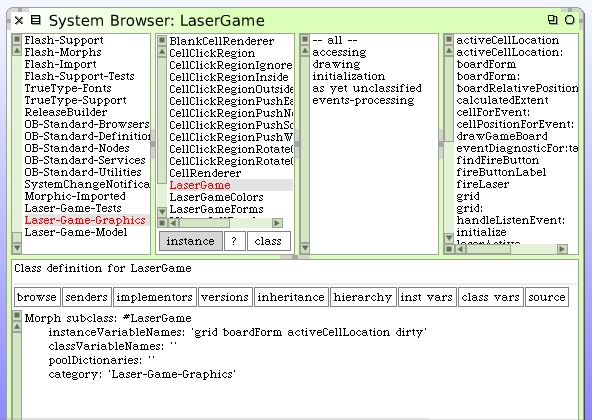 System Browser: LaserGame
Flash-Support
Flash-Morphs
Flash-Import
Flash-Support-Tests
TrueType-Fonts
TrueType-Support
ReleaseBuilder
OB-Standard-Browsers
OB-Standard-Definition
OB-Standard-Nodes
OB-Standard-Services
OB-Standard-Utilities
SystemChangeNotifica
Morphic-Imported
Laser-Game-Tests
Laser-Game-Graphics
Laser-Game-Model
BlankCellRenderer
CellClickRegion
CellClickRegionIgnore
CellClickRegionInside
CellClickRegionOutside
CellClickRegionPushEa
CellClickRegionPushNo
CellClickRegionPushSo
CellClickRegionPushW
CellClickRegionRotate
CellClickRegionRotate
CellRenderer
LaserGame
LaserGameColors
LaserGameForms
instance
?
class
-- all --
accessing
drawing
initialization
as yet unclassified
events-processing
activeCellLocation
activeCellLocation:
boardForm
boardForm:
boardRelativePosition
calculatedExtent
cellForEvent:
cellPositionForEvent:
drawGameBoard
eventDiagnosticFor:ta
findFireButton
fireButtonLabel
fireLaser
grid
grid:
handleListenEvent:
initialize
laserActive
Class definition for LaserGame
browse senders implementors versions inheritance hierarchy inst vars class vars source
Morph subclass: #LaserGame
instanceVariableNames: 'grid boardForm activeCellLocation dirty'
classVariableNames: ''
poolDictionaries: ''
category: 'Laser-Game-Graphics'